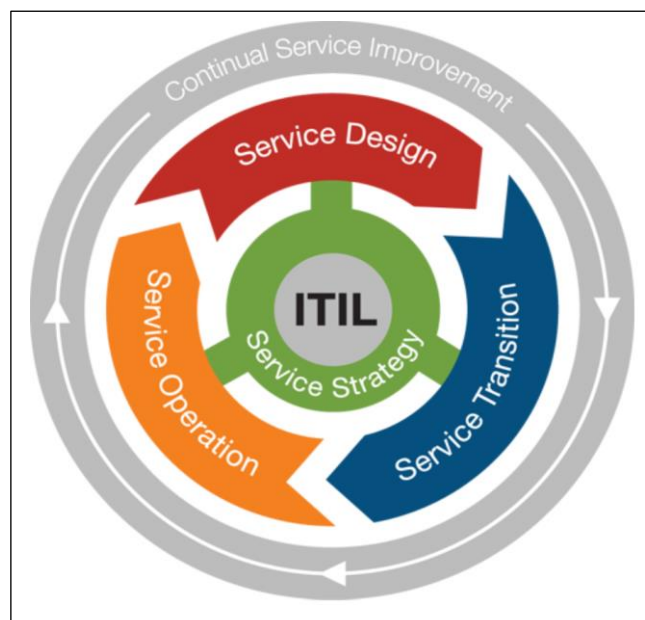 Continual Service Improvement
Service Design
Service Transition
Service Operation
ITIL
Service Strategy